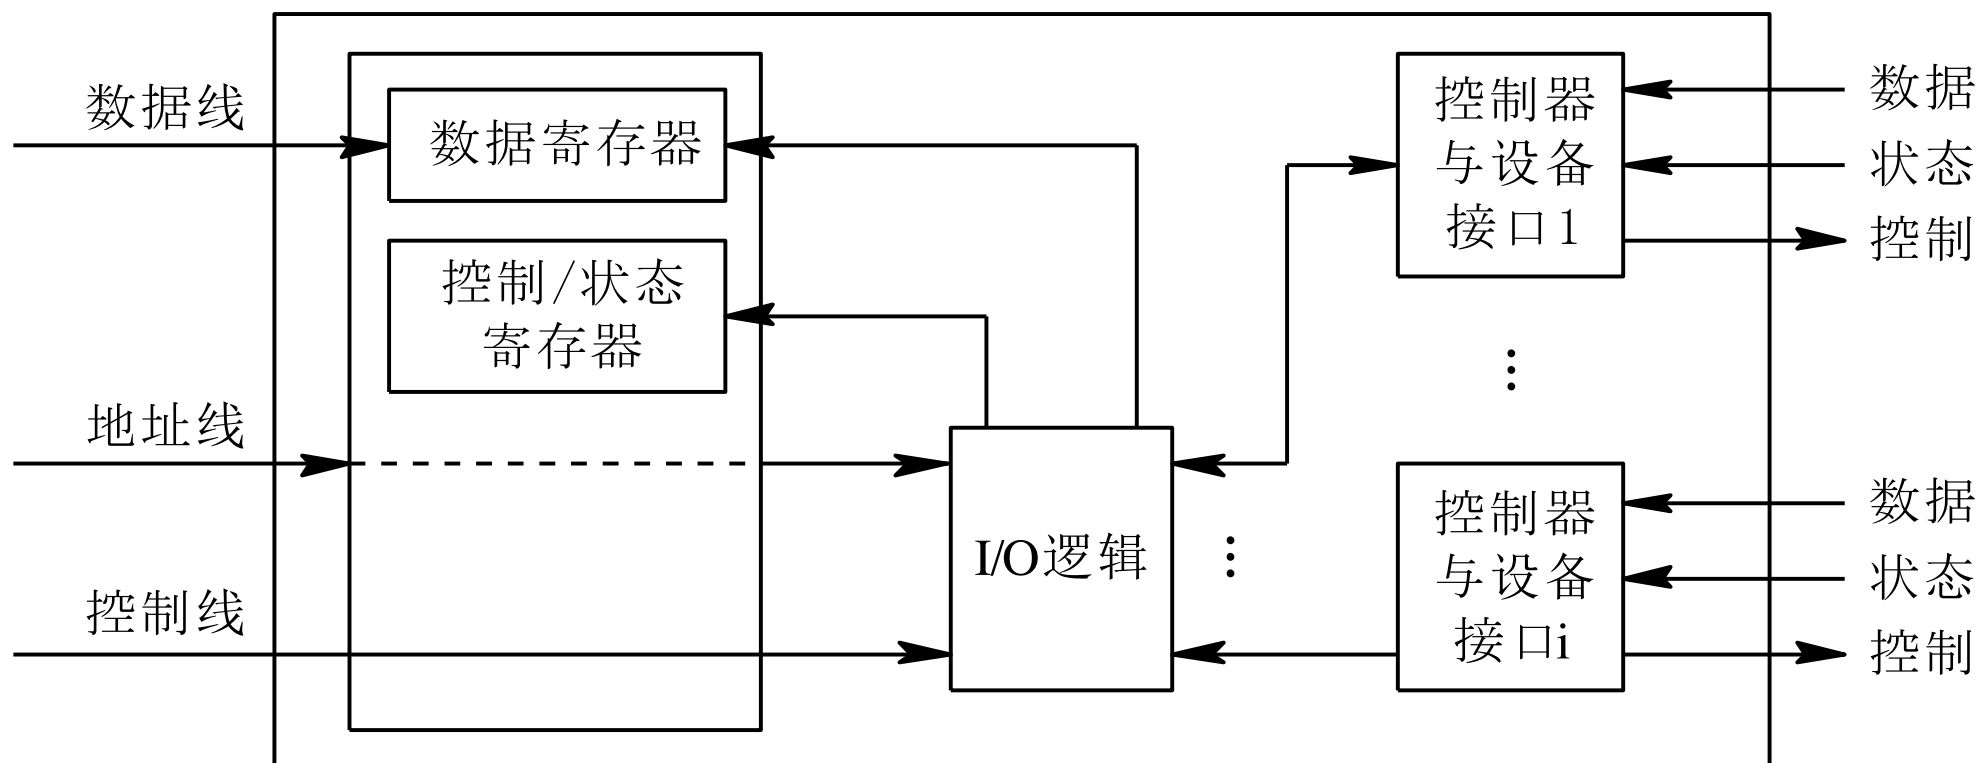 数据线
数据寄存器
控制/状态
寄存器
地址线
控制线
I/O逻辑
控制器
与设备
接口1
数据
状态
控制
控制器
与设备
接口i
数据
状态
控制